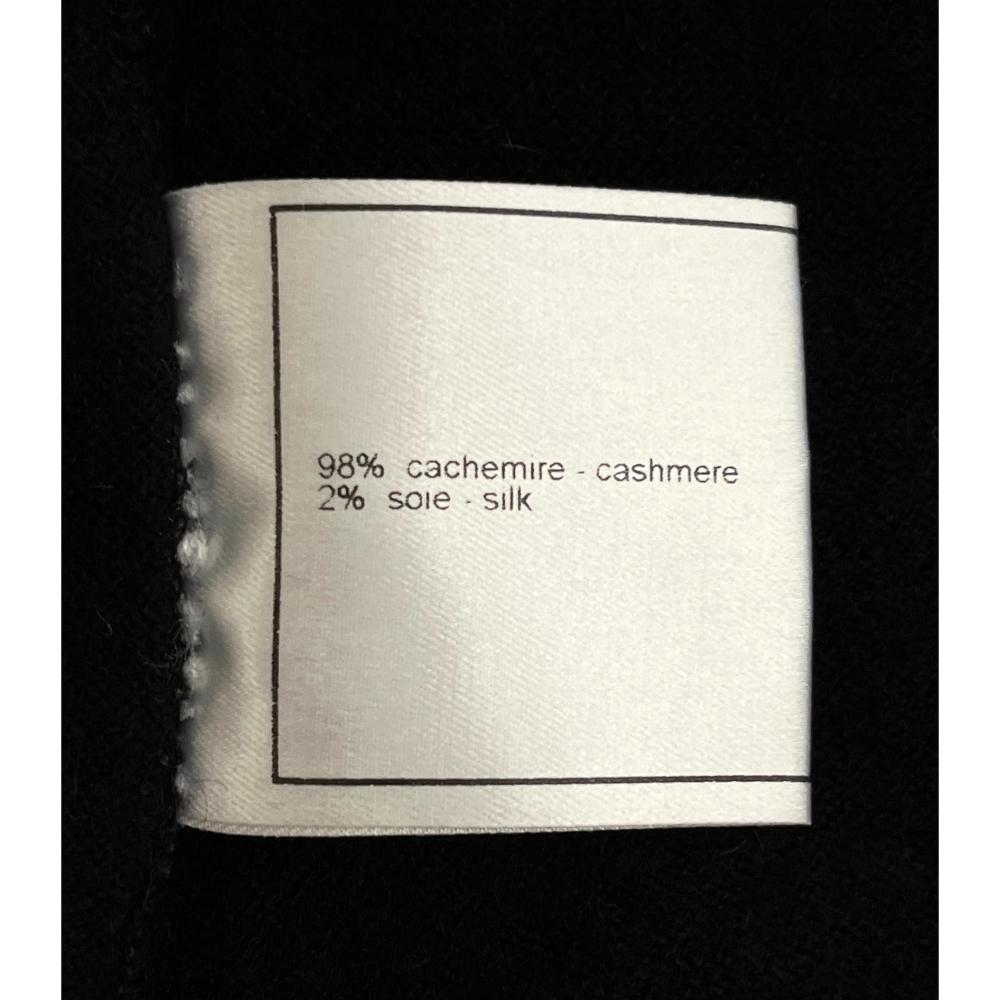 98% cachemire - cashmere
2% soie - silk